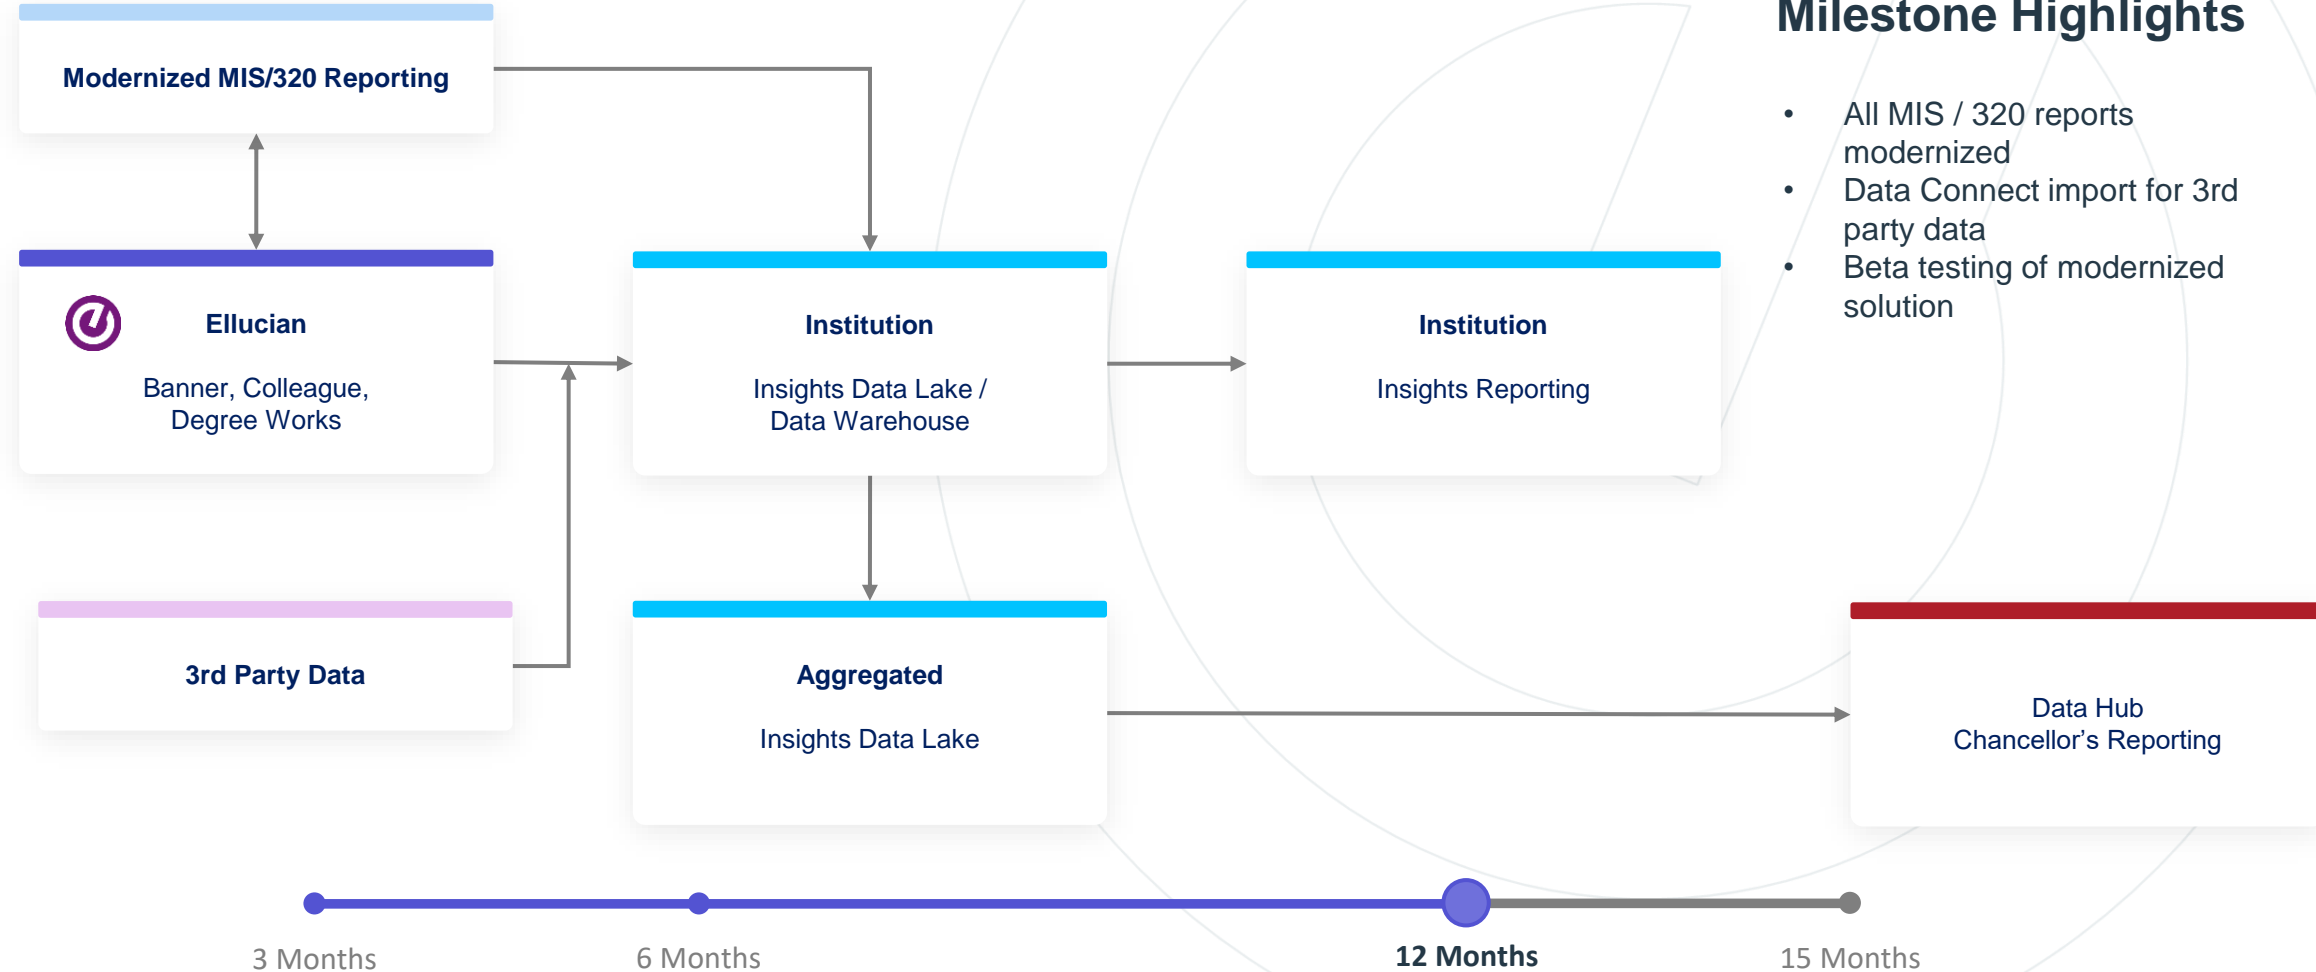 Milestone Highlights
Modernized MIS/320 Reporting
• All MIS / 320 reports
modernized
• Data Connect import for 3rd
party data
• Beta testing of modernized
solution
Ellucian
Banner, Colleague,
Degree Works
Institution
Insights Data Lake /
Data Warehouse
Institution
Insights Reporting
3rd Party Data
Aggregated
Insights Data Lake
Data Hub
Chancellor’s Reporting
3 Months
6 Months
12 Months
15 Months